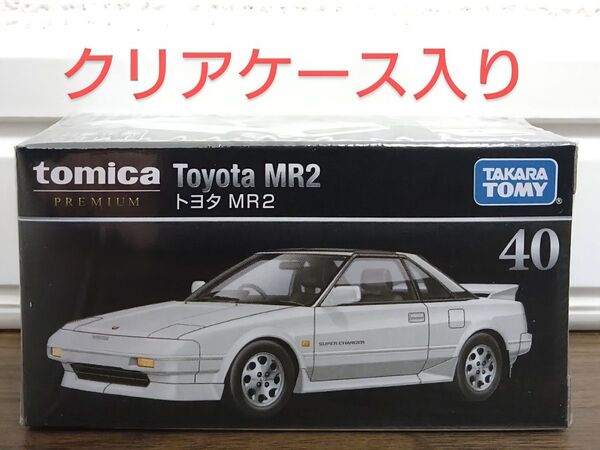 クリアケース入り
tomica
PREMIUM
Toyota MR2
トヨタ MR2
TAKARA
TOMY
®
40
SUPER CHARGER